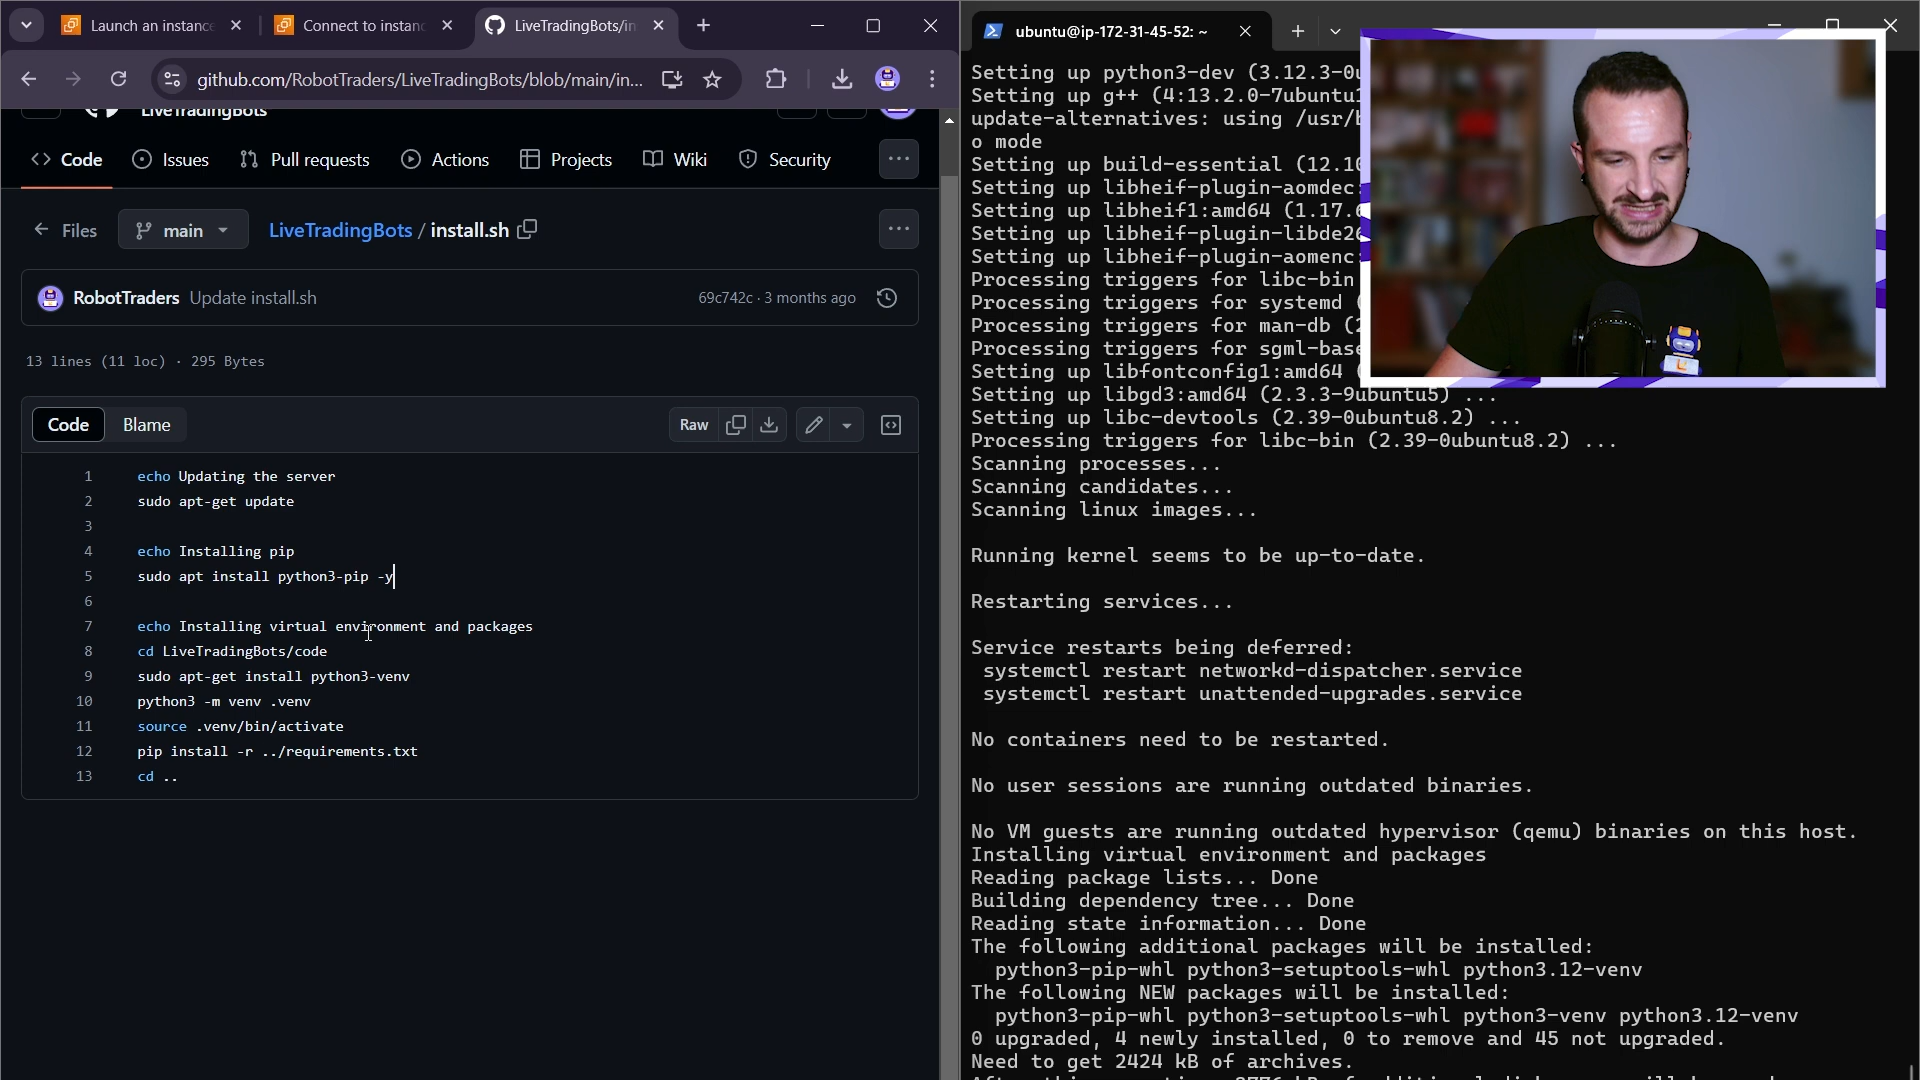 Launch an instance
Connect to instanc
LiveTradingBots/in
github.com/RobotTraders/LiveTradingBots/blob/main/in...
LiveTradingBots
Code
Issues
Pull requests
Actions
Projects
Wiki
Security
Files
main
LiveTradingBots / install.sh
RobotTraders Update install.sh
69c742c · 3 months ago
13 lines (11 loc) · 295 Bytes
Code
Blame
Raw
1 echo Updating the server
2 sudo apt-get update
3
4 echo Installing pip
5 sudo apt install python3-pip -y
6
7 echo Installing virtual environment and packages
8 cd LiveTradingBots/code
9 sudo apt-get install python3-venv
10 python3 -m venv .venv
11 source .venv/bin/activate
12 pip install -r ../requirements.txt
13 cd ..
ubuntu@ip-172-31-45-52: ~
Setting up python3-dev (3.12.3-0u
Setting up g++ (4:13.2.0-7ubuntu1
update-alternatives: using /usr/b
o mode
Setting up build-essential (12.10
Setting up libheif-plugin-aomdec:
Setting up libheif1:amd64 (1.17.6
Setting up libheif-plugin-libde26
Setting up libheif-plugin-aomenc:
Processing triggers for libc-bin
Processing triggers for systemd (
Processing triggers for man-db (2
Processing triggers for sgml-base
Setting up libfontconfig1:amd64 (
Setting up libgd3:amd64 (2.3.3-9ubuntu5) ...
Setting up libc-devtools (2.39-0ubuntu8.2) ...
Processing triggers for libc-bin (2.39-0ubuntu8.2) ...
Scanning processes...
Scanning candidates...
Scanning linux images...
Running kernel seems to be up-to-date.
Restarting services...
Service restarts being deferred:
systemctl restart networkd-dispatcher.service
systemctl restart unattended-upgrades.service
No containers need to be restarted.
No user sessions are running outdated binaries.
No VM guests are running outdated hypervisor (qemu) binaries on this host.
Installing virtual environment and packages
Reading package lists... Done
Building dependency tree... Done
Reading state information... Done
The following additional packages will be installed:
python3-pip-whl python3-setuptools-whl python3.12-venv
The following NEW packages will be installed:
python3-pip-whl python3-setuptools-whl python3-venv python3.12-venv
0 upgraded, 4 newly installed, 0 to remove and 45 not upgraded.
Need to get 2424 kB of archives.